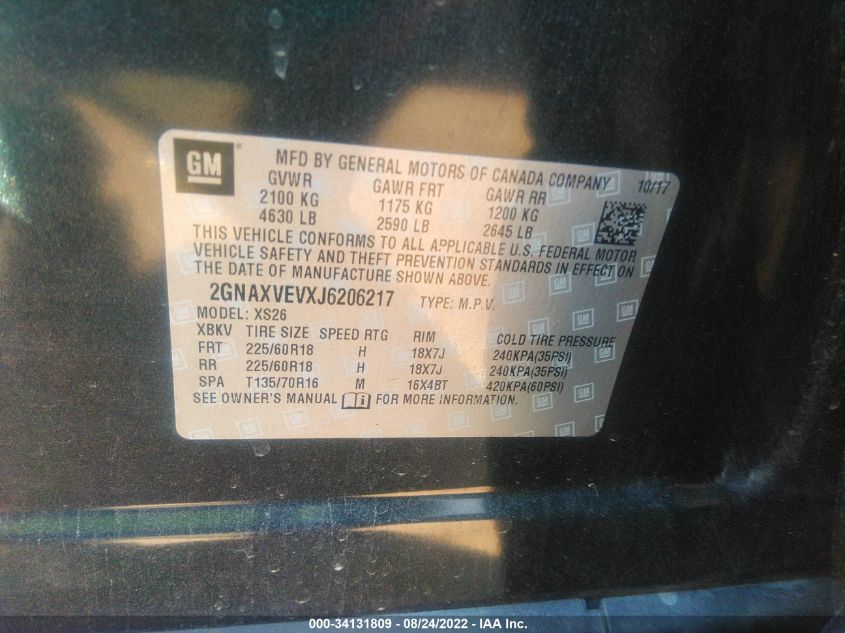 GM
MFD BY GENERAL MOTORS OF CANADA COMPANY 10/17
GVWR GAWR FRT GAWR RR
2100 KG 1175 KG 1200 KG
4630 LB 2590 LB 2645 LB
THIS VEHICLE CONFORMS TO ALL APPLICABLE U.S. FEDERAL MOTOR
VEHICLE SAFETY AND THEFT PREVENTION STANDARDS IN EFFECT ON
THE DATE OF MANUFACTURE SHOWN ABOVE.
2GNAXVEVXJ6206217 TYPE: M.P.V.
MODEL: XS26
XBKV TIRE SIZE SPEED RTG RIM COLD TIRE PRESSURE
FRT 225/60R18 H 18X7J 240KPA(35PSI)
RR 225/60R18 H 18X7J 240KPA(35PSI)
SPA T135/70R16 M 16X4BT 420KPA(60PSI)
SEE OWNER'S MANUAL FOR MORE INFORMATION.
000-34131809 - 08/24/2022 - IAA Inc.